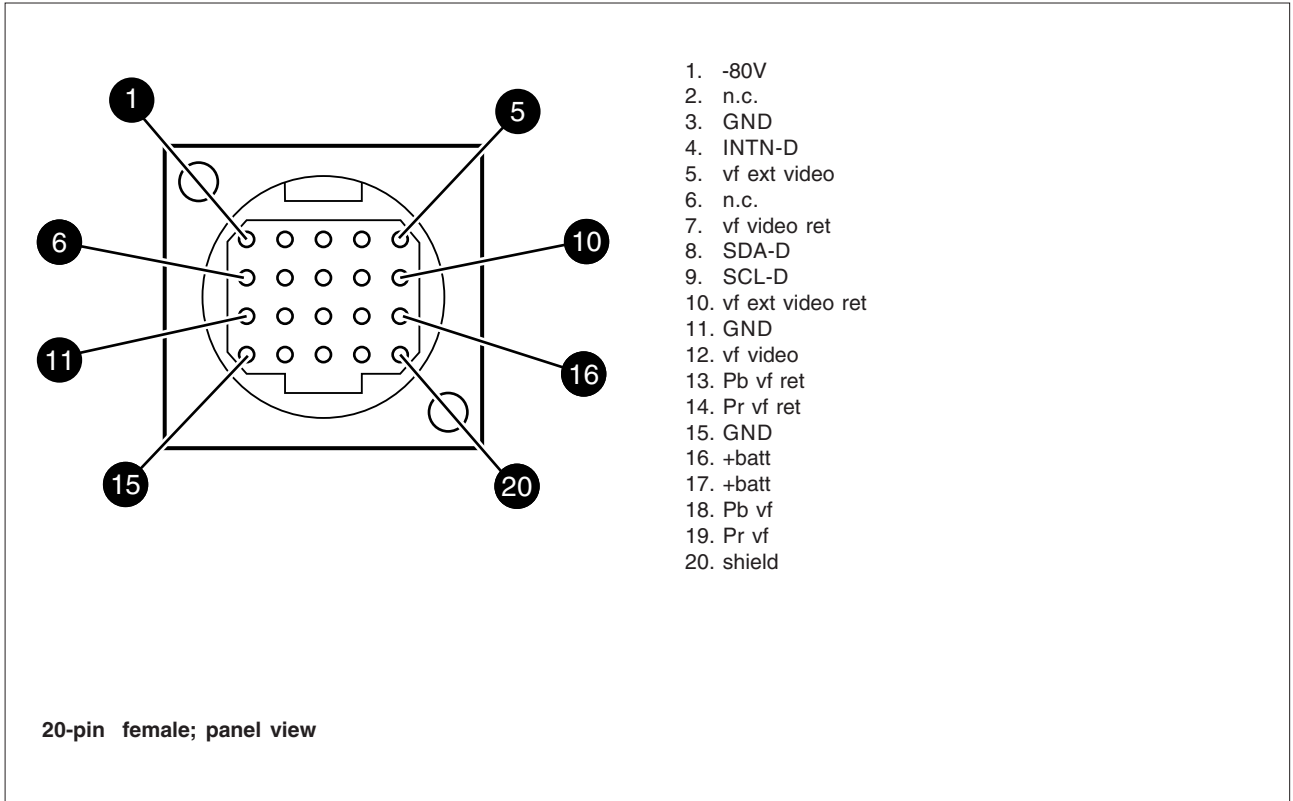 1
5
6
10
11
16
15
20
1. -80V
2. n.c.
3. GND
4. INTN-D
5. vf ext video
6. n.c.
7. vf video ret
8. SDA-D
9. SCL-D
10. vf ext video ret
11. GND
12. vf video
13. Pb vf ret
14. Pr vf ret
15. GND
16. +batt
17. +batt
18. Pb vf
19. Pr vf
20. shield
20-pin female; panel view